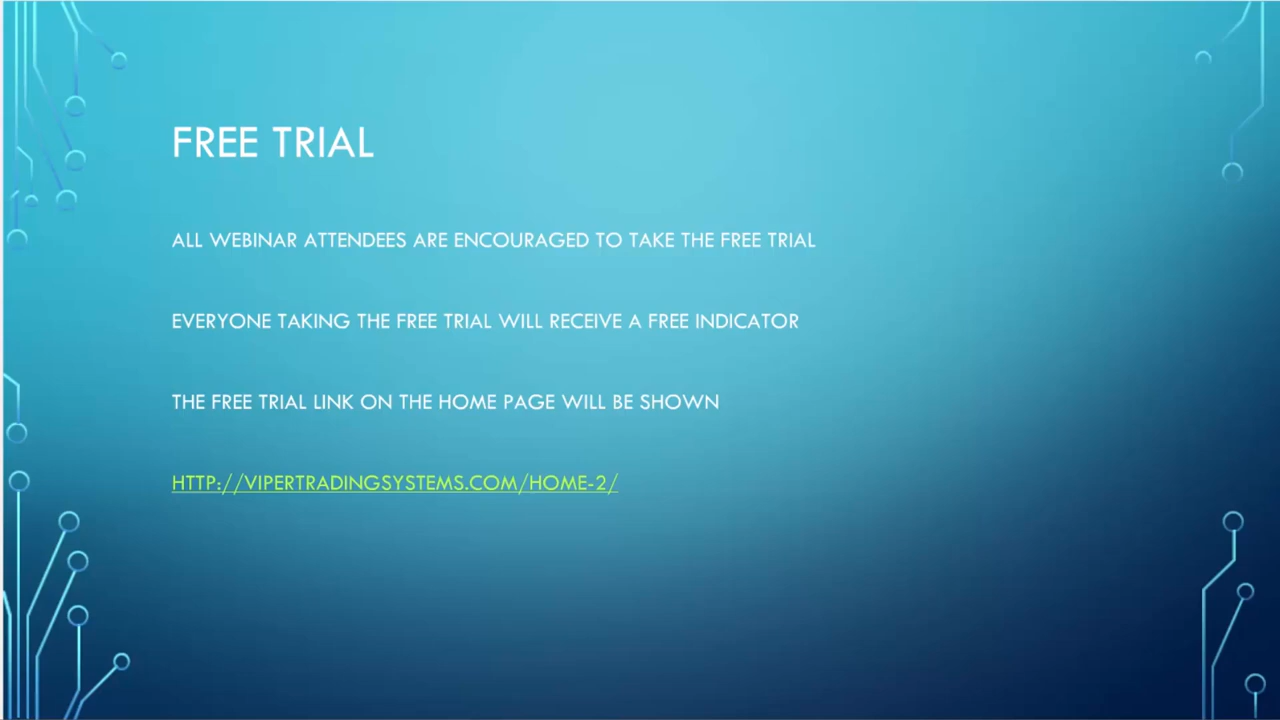 FREE TRIAL
ALL WEBINAR ATTENDEES ARE ENCOURAGED TO TAKE THE FREE TRIAL
EVERYONE TAKING THE FREE TRIAL WILL RECEIVE A FREE INDICATOR
THE FREE TRIAL LINK ON THE HOME PAGE WILL BE SHOWN
HTTP://VIPERTRADINGSYSTEMS.COM/HOME-2/